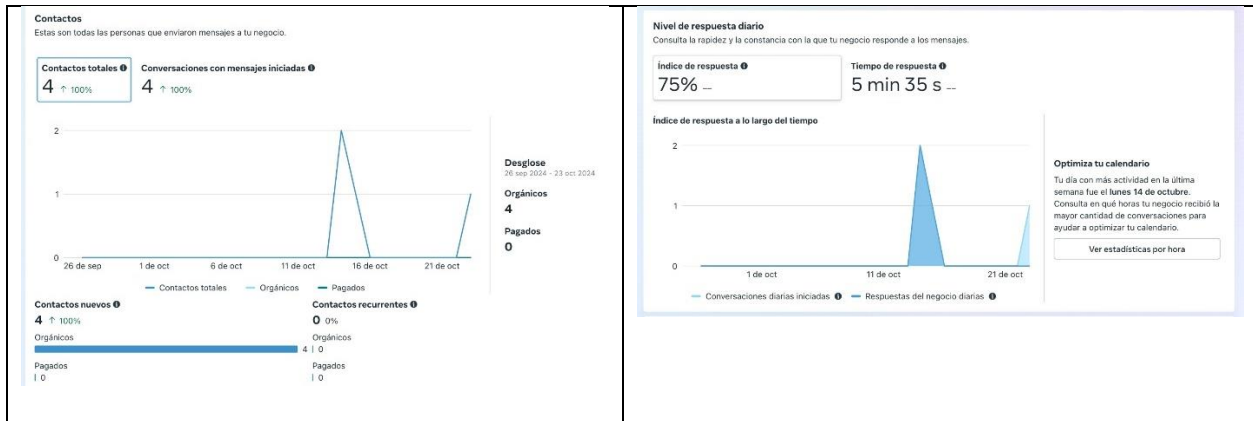 Contactos
Estas son todas las personas que enviaron mensajes a tu negocio.
Contactos totales Conversaciones con mensajes iniciadas
4 ↑ 100% 4 ↑ 100%
2
1
0
26 de sep 1 de oct 6 de oct 11 de oct 16 de oct 21 de oct
Contactos totales Orgánicos Pagados
Desglose
26 sep 2024 - 23 oct 2024
Orgánicos
4
Pagados
0
Contactos nuevos
4 ↑ 100%
Orgánicos
4
Pagados
0
Contactos recurrentes
0 0%
Orgánicos
0
Pagados
0
Nivel de respuesta diario
Consulta la rapidez y la constancia con la que tu negocio responde a los mensajes.
Índice de respuesta Tiempo de respuesta
75% -- 5 min 35 s --
Índice de respuesta a lo largo del tiempo
2
1
0
1 de oct 11 de oct 21 de oct
Conversaciones diarias iniciadas Respuestas del negocio diarias
Optimiza tu calendario
Tu día con más actividad en la última
semana fue el lunes 14 de octubre.
Consulta en qué horas tu negocio recibió la
mayor cantidad de conversaciones para
ayudar a optimizar tu calendario.
Ver estadísticas por hora